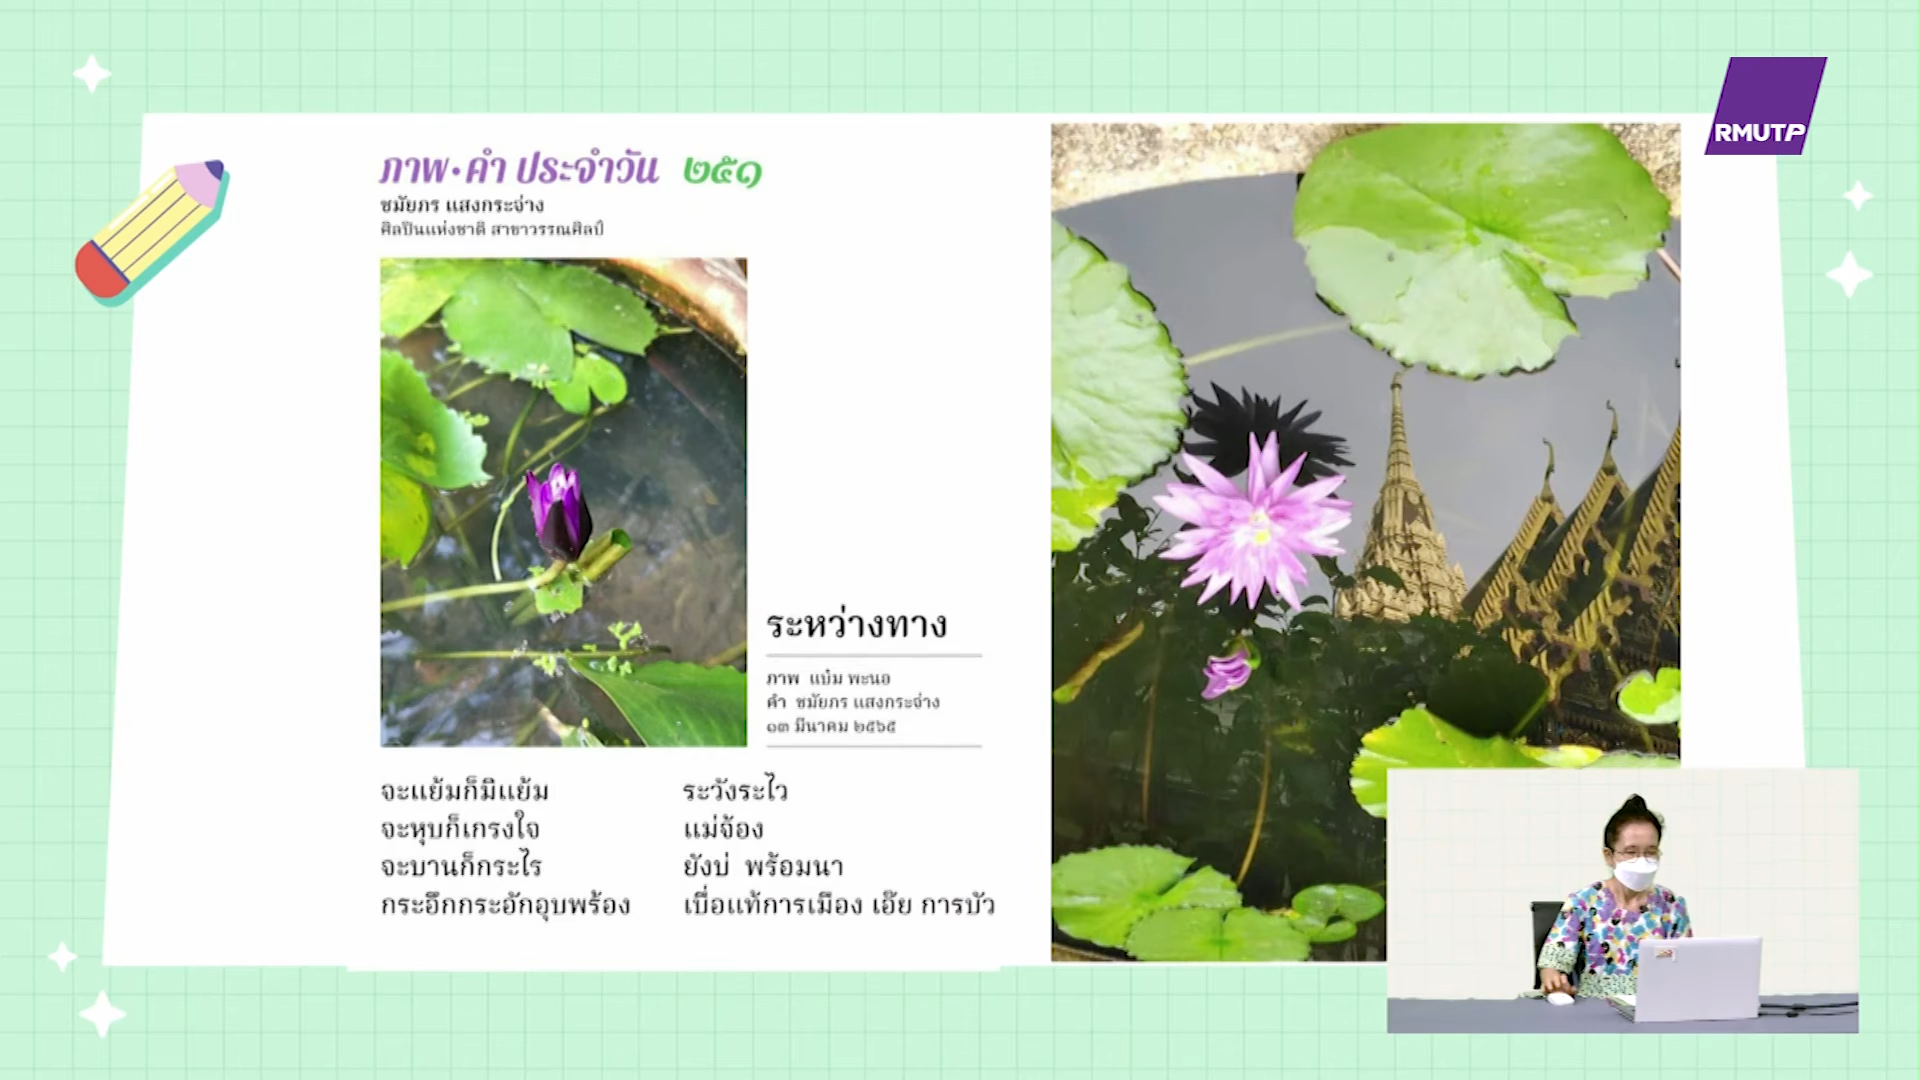 RMUTP
ภาพ•คำ ประจำวัน ๒๕๑
ชมัยภร แสงกระจ่าง
ศิลปินแห่งชาติ สาขาวรรณศิลป์
ระหว่างทาง
ภาพ แป๋ม พะนอ
คำ ชมัยภร แสงกระจ่าง
๑๓ มีนาคม ๒๕๖๕
จะแย้มก็มิแย้ม ระวังระไว
จะหุบก็เกรงใจ แม่จ้อง
จะบานก็กระไร ยังบ่ พร้อมนา
กระอึกกระอักอุบพร้อง เบื่อแท้การเมือง เอ๊ย การบัว